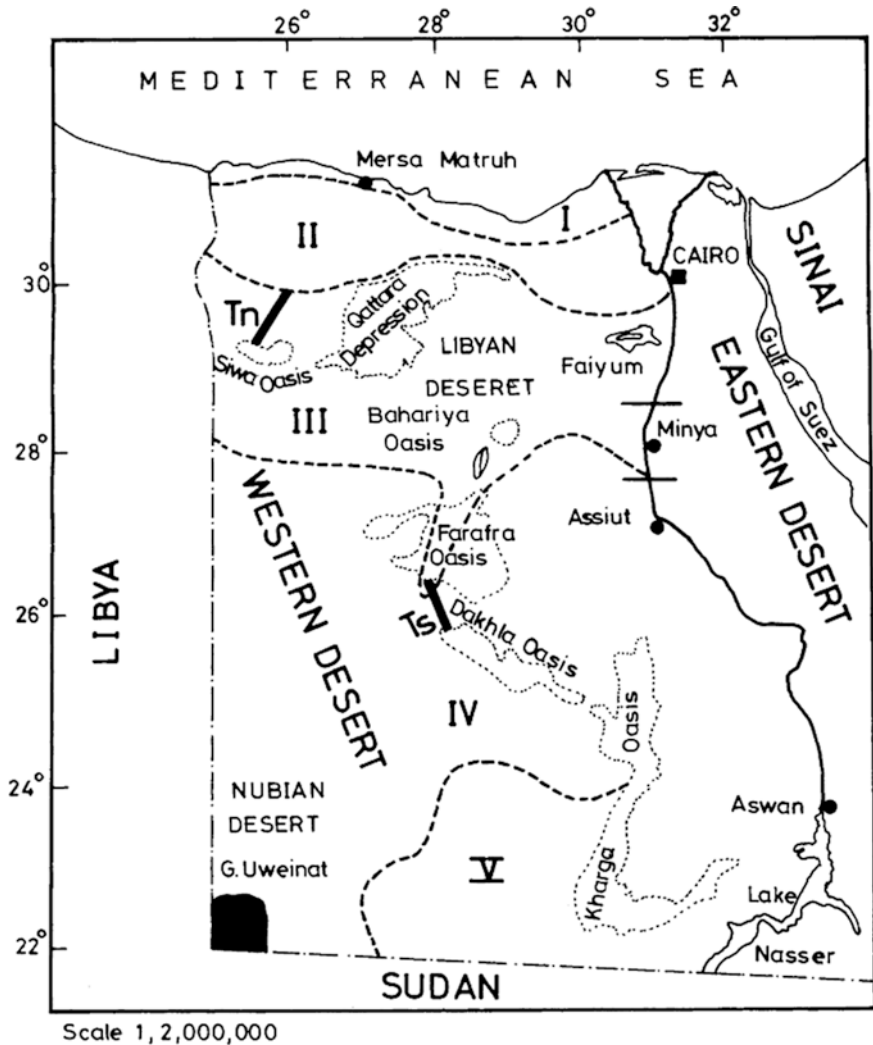 26° 28° 30° 32°
MEDITERRANEAN SEA
Mersa Matruh
I
II
CAIRO
SINAI
30°
Tn
Qattara
Depression
Siwa Oasis
LIBYAN
DESERET
Faiyum
Gulf of Suez
EASTERN DESERT
III
Bahariya
Oasis
Minya
28°
WESTERN DESERT
Farafra
Oasis
Assiut
LIBYA
26°
Ts
Dakhla Oasis
IV
Oasis
24°
NUBIAN
DESERT
Aswan
G.Uweinat
V
Kharga
Lake
Nasser
22°
SUDAN
Scale 1,2,000,000